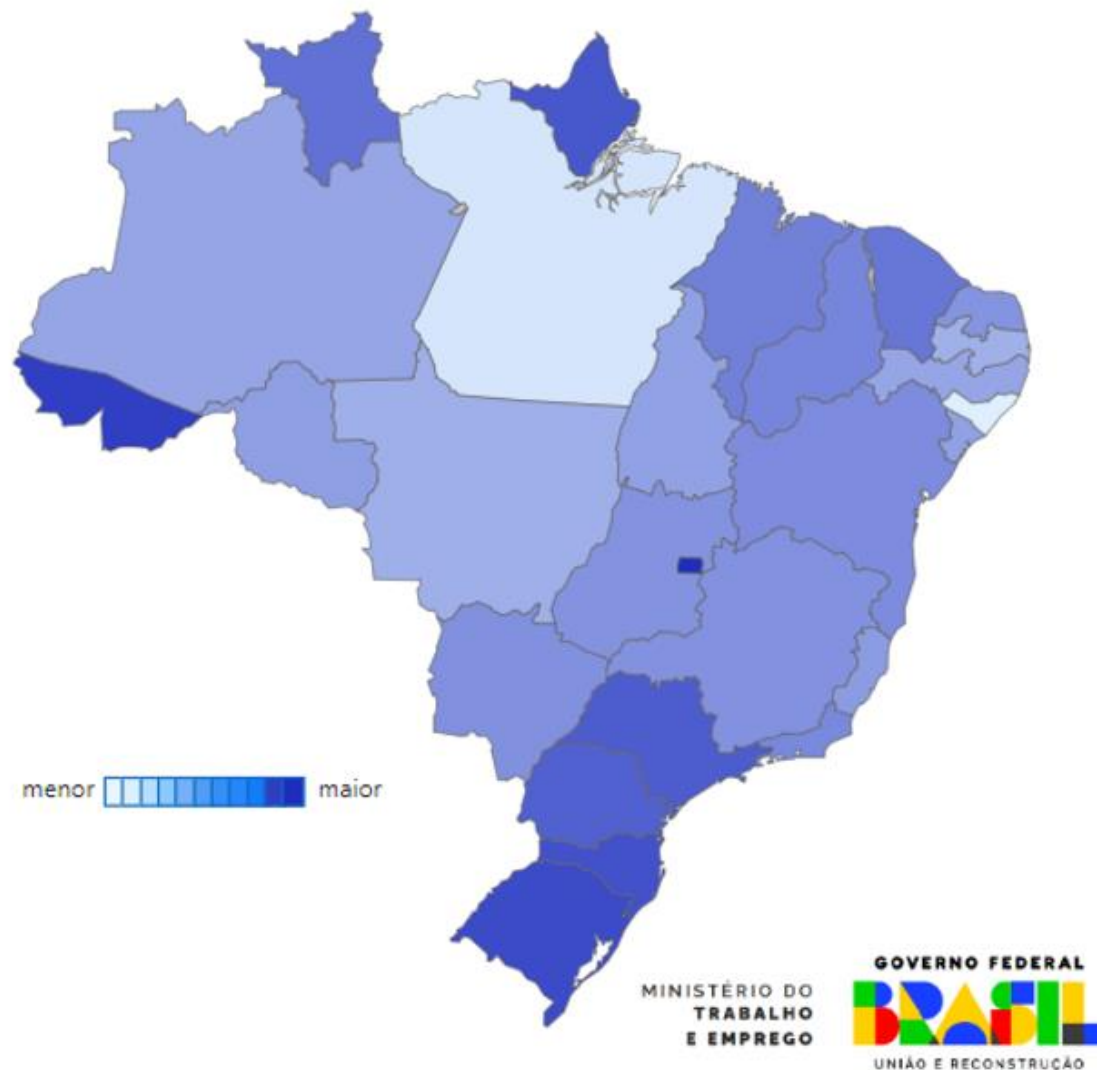 menor
maior
MINISTÉRIO DO
TRABALHO
E EMPREGO
GOVERNO FEDERAL
BRASIL
UNIÃO E RECONSTRUÇÃO